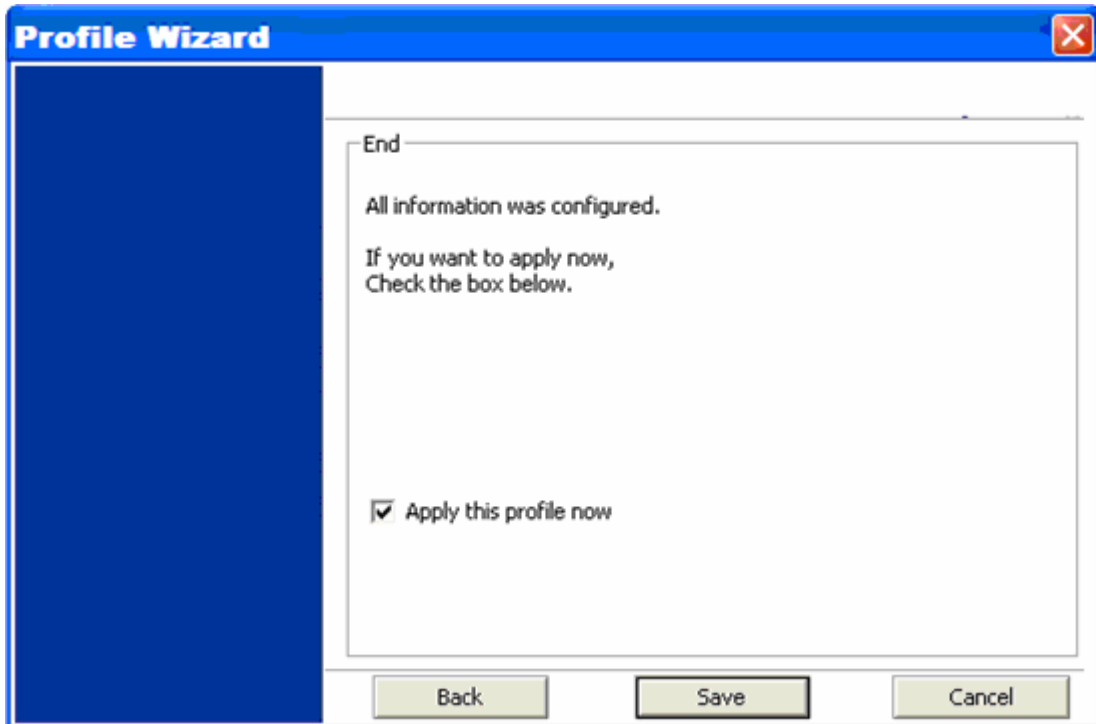 Profile Wizard
End
All information was configured.
If you want to apply now,
Check the box below.
Apply this profile now
Back
Save
Cancel